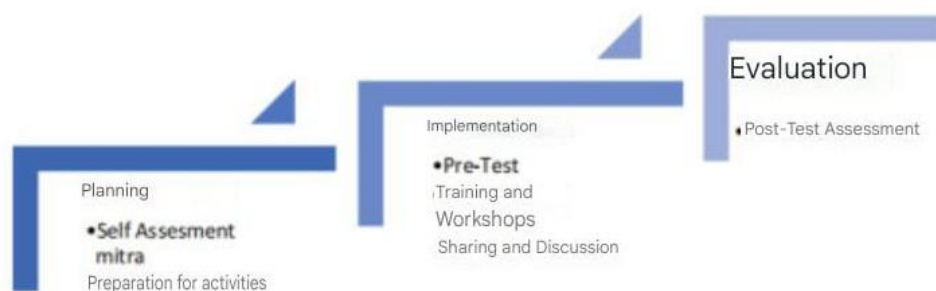 Planning
•Self Assesment
mitra
Preparation for activities
Implementation
•Pre-Test
Training and
Workshops
Sharing and Discussion
Evaluation
•Post-Test Assessment